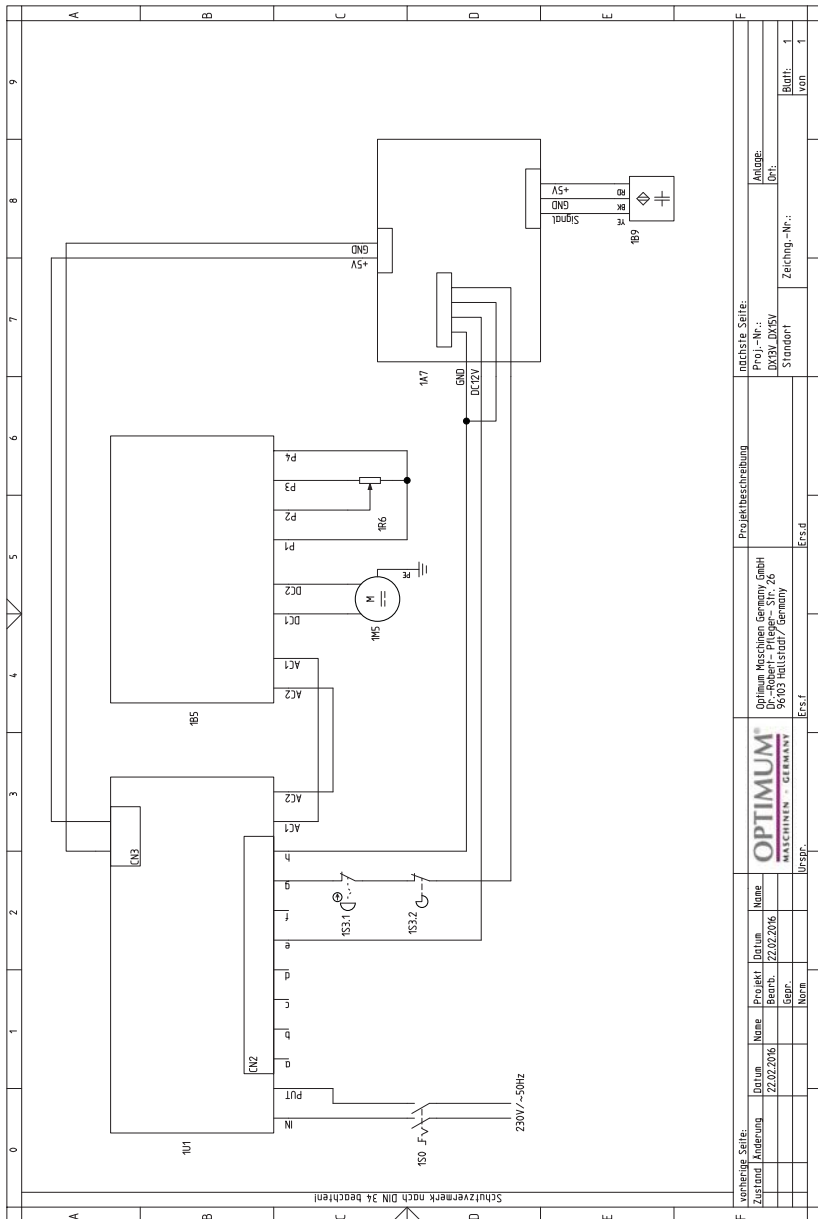 0
1
2
3
4
5
6
7
8
9
A
B
C
D
E
F
A
B
C
D
E
F
Schutzvermerk nach DIN 34 beachten!
1U1
CN2
CN3
IN
PUT
a
b
c
d
e
f
g
h
AC1
AC2
1S0
230V/~50Hz
1S3.1
1S3.2
1B5
AC2
AC1
DC1
DC2
P1
P2
P3
P4
1M5
M
PE
1R6
1A7
GND
DC12V
+5V
GND
Signal
GND
+5V
YE
BK
RD
1B9
vorherige Seite:
Zustand
Änderung
Datum
Name
22.02.2016
Projekt
Datum
Name
Bearb.
22.02.2016
Gepr.
Norm
Urspr.
OPTIMUM®
MASCHINEN - GERMANY
Optimum Maschinen Germany GmbH
Dr.-Robert- Pfleger- Str. 26
96103 Hallstadt/ Germany
Ers.f
Ers.d
Projektbeschreibung
nächste Seite:
Proj.-Nr.:
DX13V_DX15V
Standort
Zeichng.-Nr.:
Anlage:
Ort:
Blatt: 1
von 1